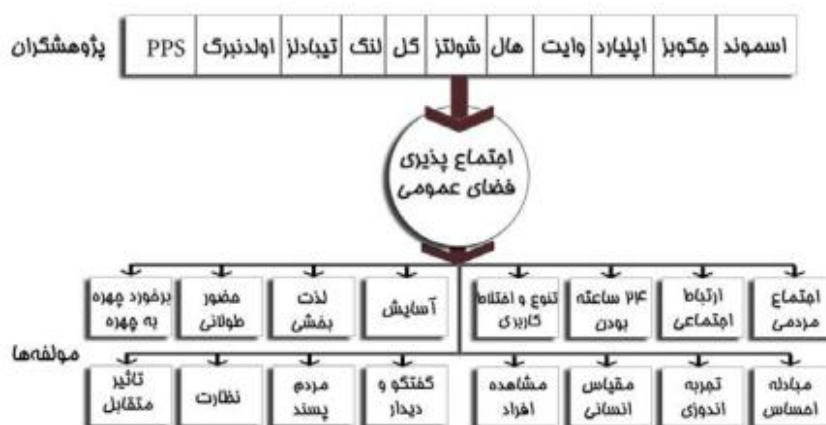 پژوهشگران
اسموند
جکوبز
اپلیارد
وایت
هال
شولتز
گل
لنگ
تیبادلز
اولدنبرگ
PPS
اجتماع پذیری
فضای عمومی
مولفه‌ها
اجتماع
مردمی
ارتباط
اجتماعی
۲۴ ساعته
بودن
تنوع و اختلاط
کاربری
آسایش
لذت
بخشی
حضور
طولانی
برخورد چهره
به چهره
مبادله
احساس
تجربه
اندوزی
مقیاس
انسانی
مشاهده
افراد
گفتگو و
دیدار
مردم
پسند
نظارت
تاثیر
متقابل